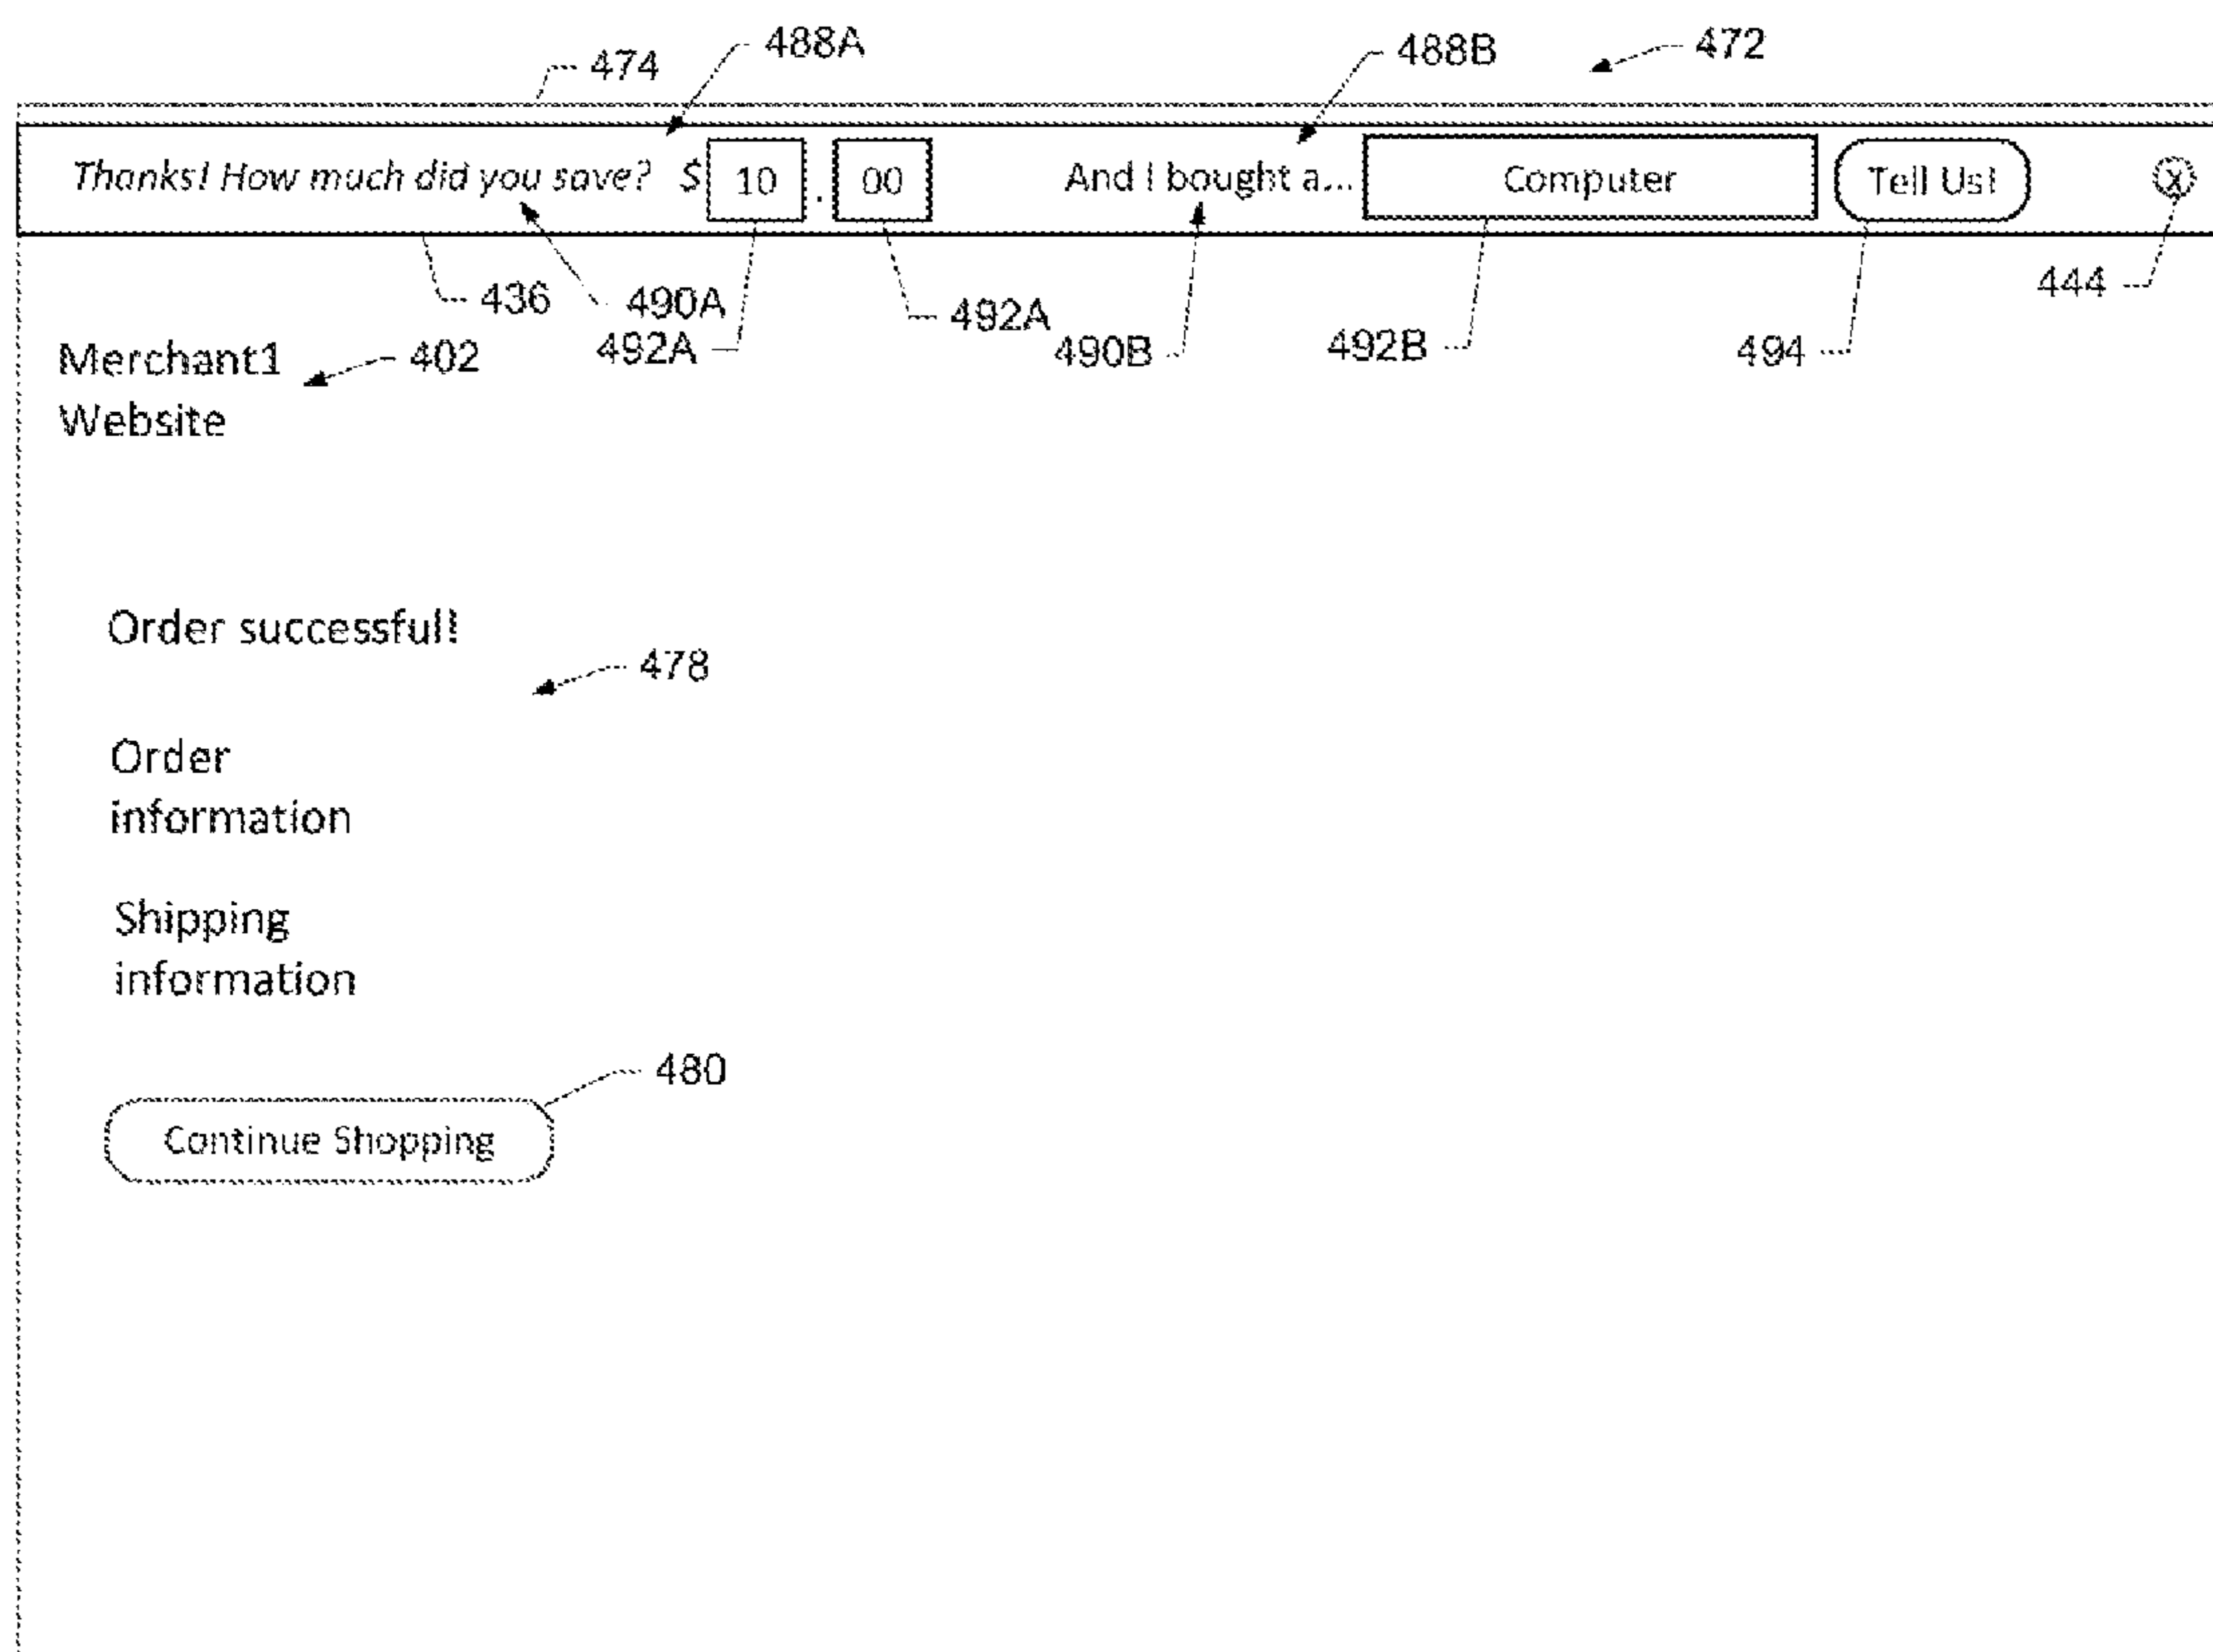 474 488A 488B 472
Thanks! How much did you save? $ 10 . 00 And I bought a... Computer Tell Us! X
436 490A 492A 444
492A 490B 492B 494
Merchant1 402
Website
Order successful!
478
Order
information
Shipping
information
480
Continue Shopping